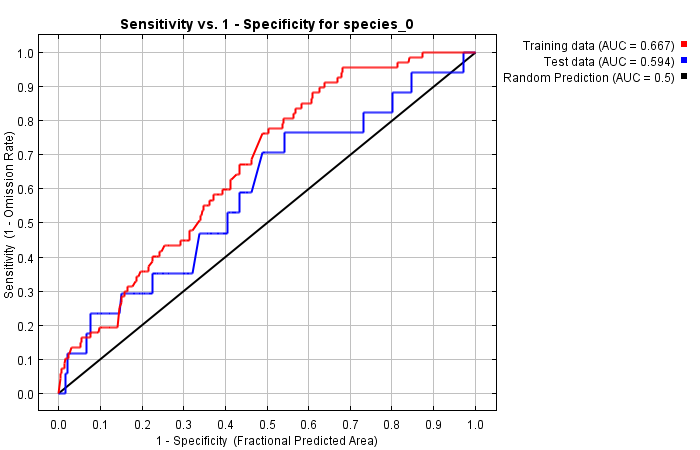 Sensitivity vs. 1 - Specificity for species_0
Training data (AUC = 0.667)
Test data (AUC = 0.594)
Random Prediction (AUC = 0.5)
Sensitivity (1 - Omission Rate)
1.0
0.9
0.8
0.7
0.6
0.5
0.4
0.3
0.2
0.1
0.0
0.0 0.1 0.2 0.3 0.4 0.5 0.6 0.7 0.8 0.9 1.0
1 - Specificity (Fractional Predicted Area)